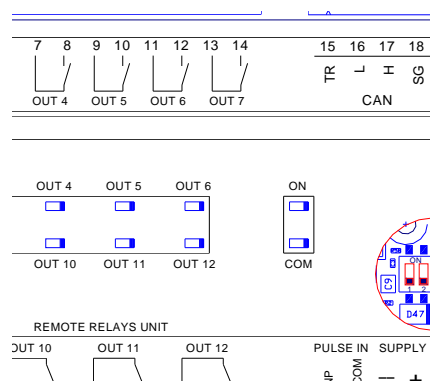 7 8 9 10 11 12 13 14 15 16 17 18
TR L H SG
OUT 4 OUT 5 OUT 6 OUT 7 CAN
OUT 4 OUT 5 OUT 6 ON
OUT 10 OUT 11 OUT 12 COM
ON
C9
1 2
D47
REMOTE RELAYS UNIT
OUT 10 OUT 11 OUT 12 PULSE IN SUPPLY
COM − +